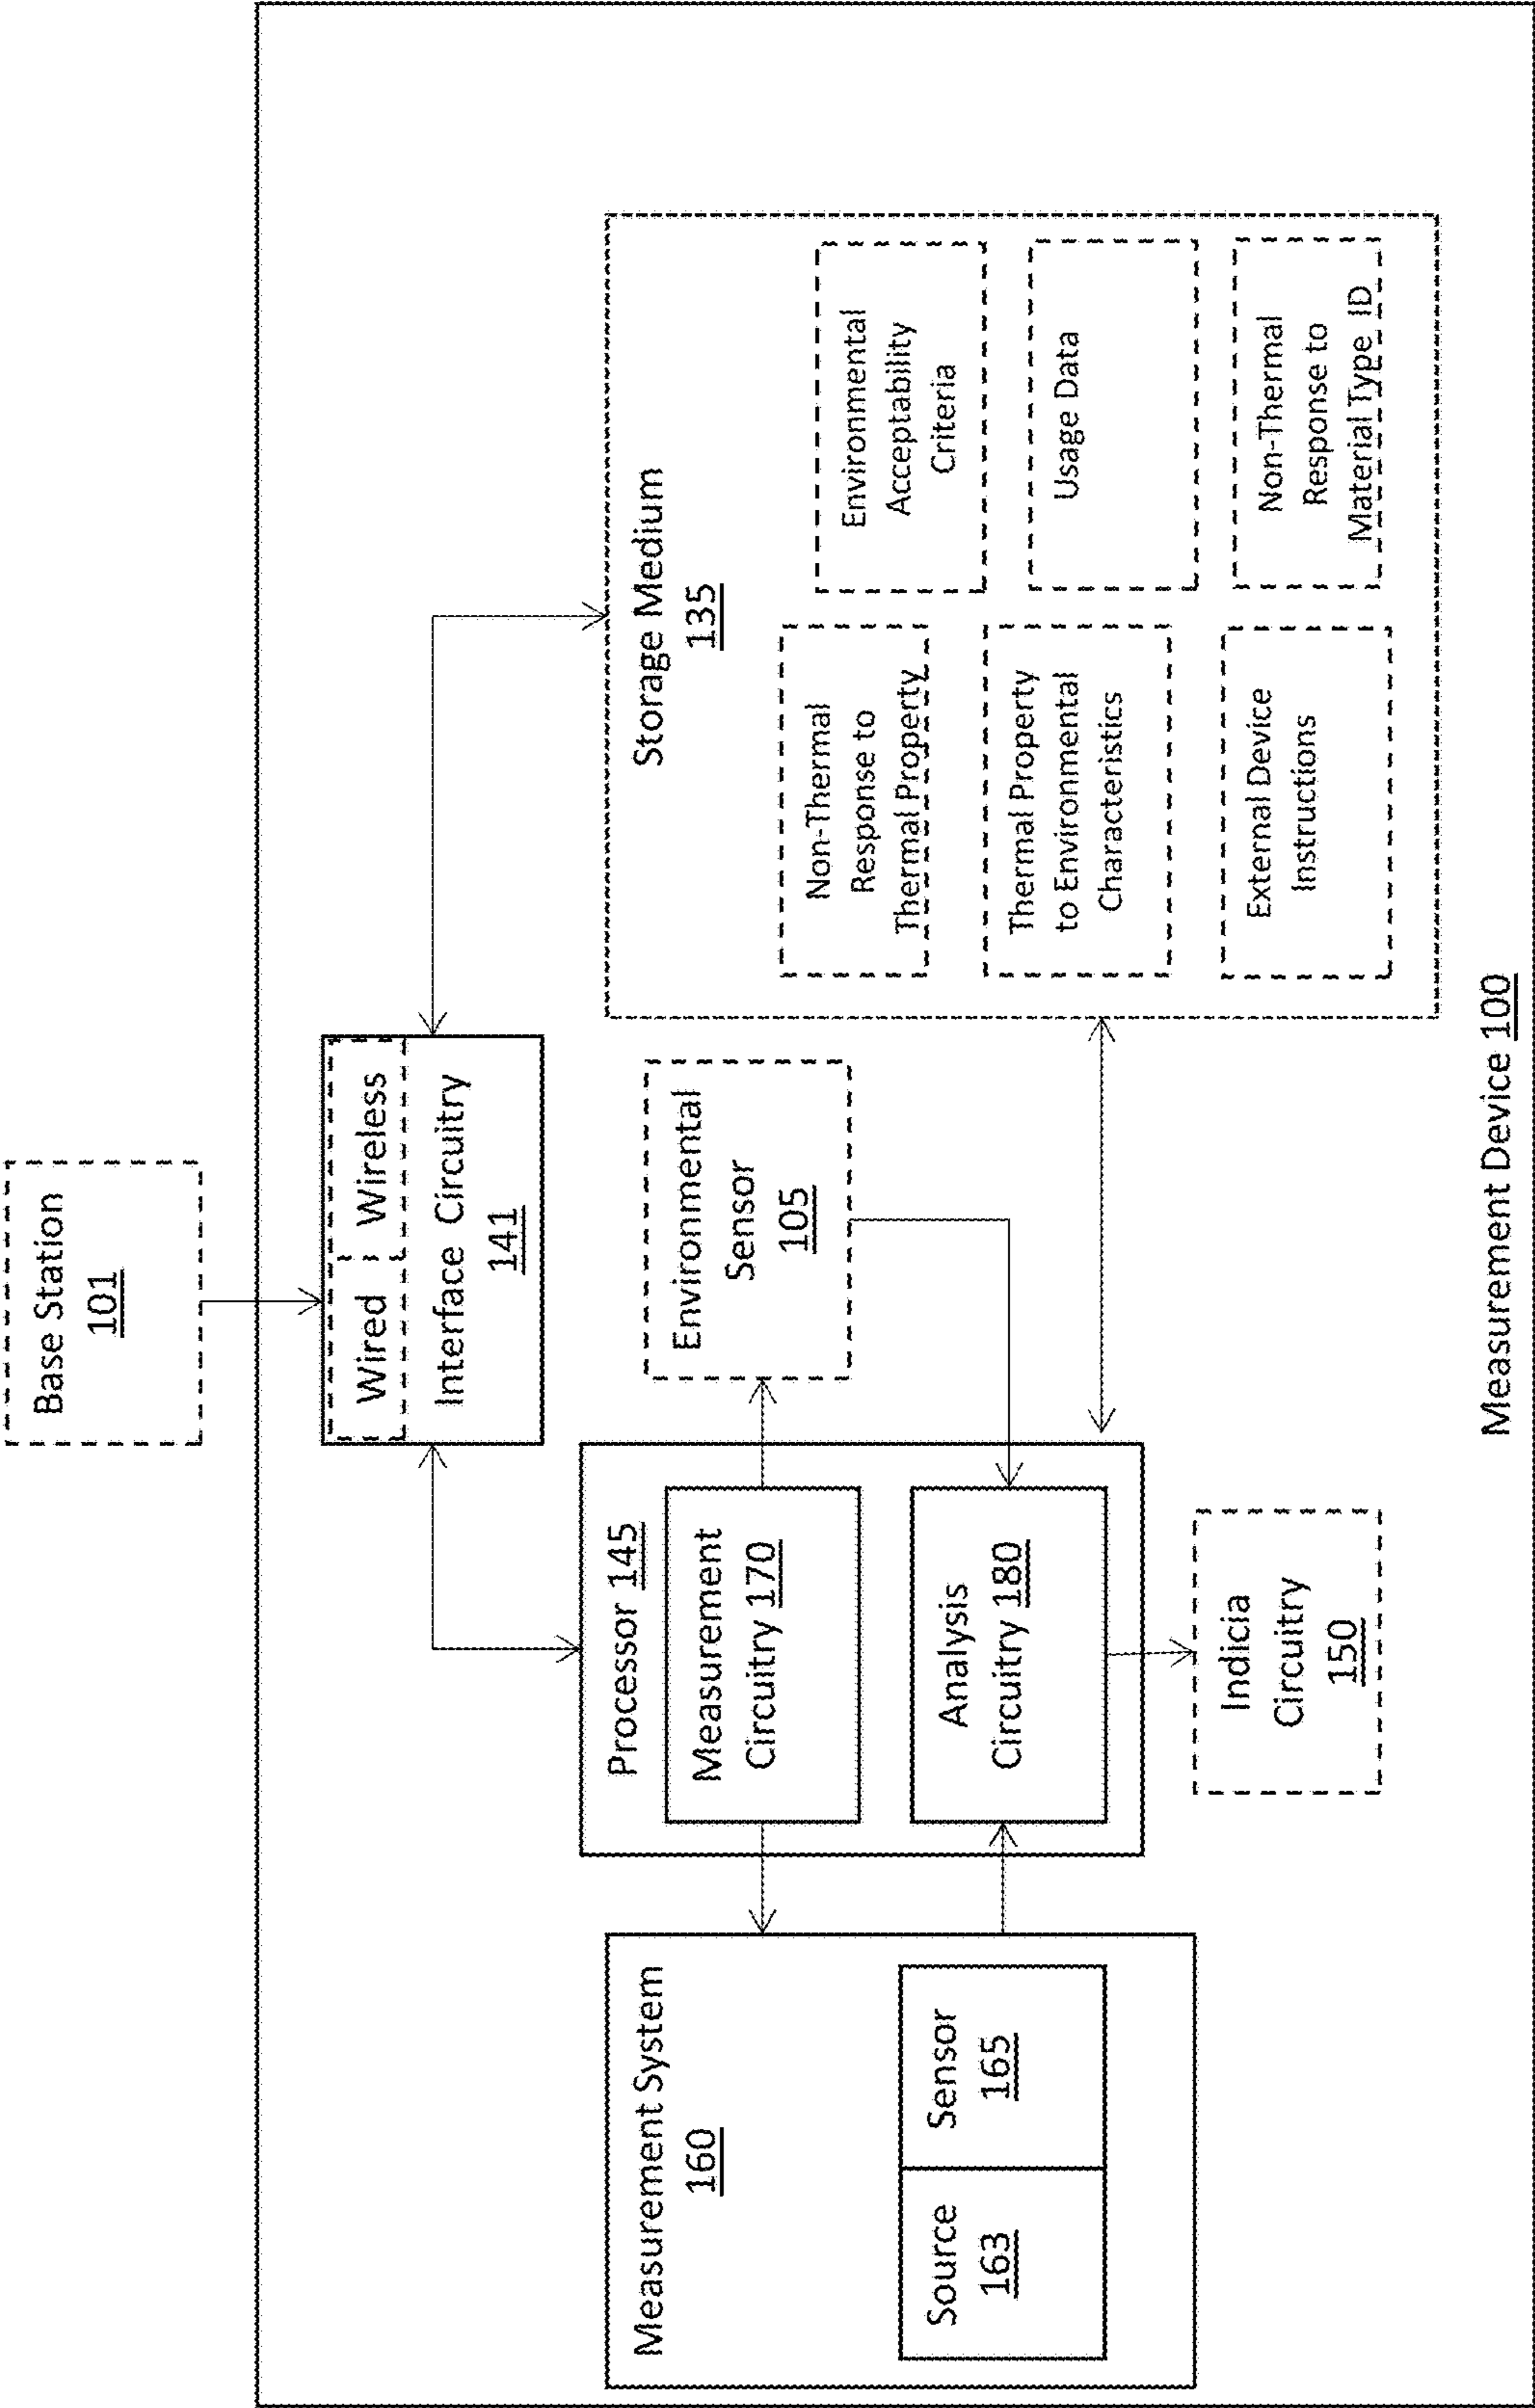 Base Station
101
Wired
Wireless
Interface Circuitry
141
Measurement System
160
Source
163
Sensor
165
Processor 145
Measurement
Circuitry 170
Analysis
Circuitry 180
Environmental
Sensor
105
Indicia
Circuitry
150
Storage Medium
135
Non-Thermal
Response to
Thermal Property
Environmental
Acceptability
Criteria
Thermal Property
to Environmental
Characteristics
Usage Data
External Device
Instructions
Non-Thermal
Response to
Material Type ID
Measurement Device 100